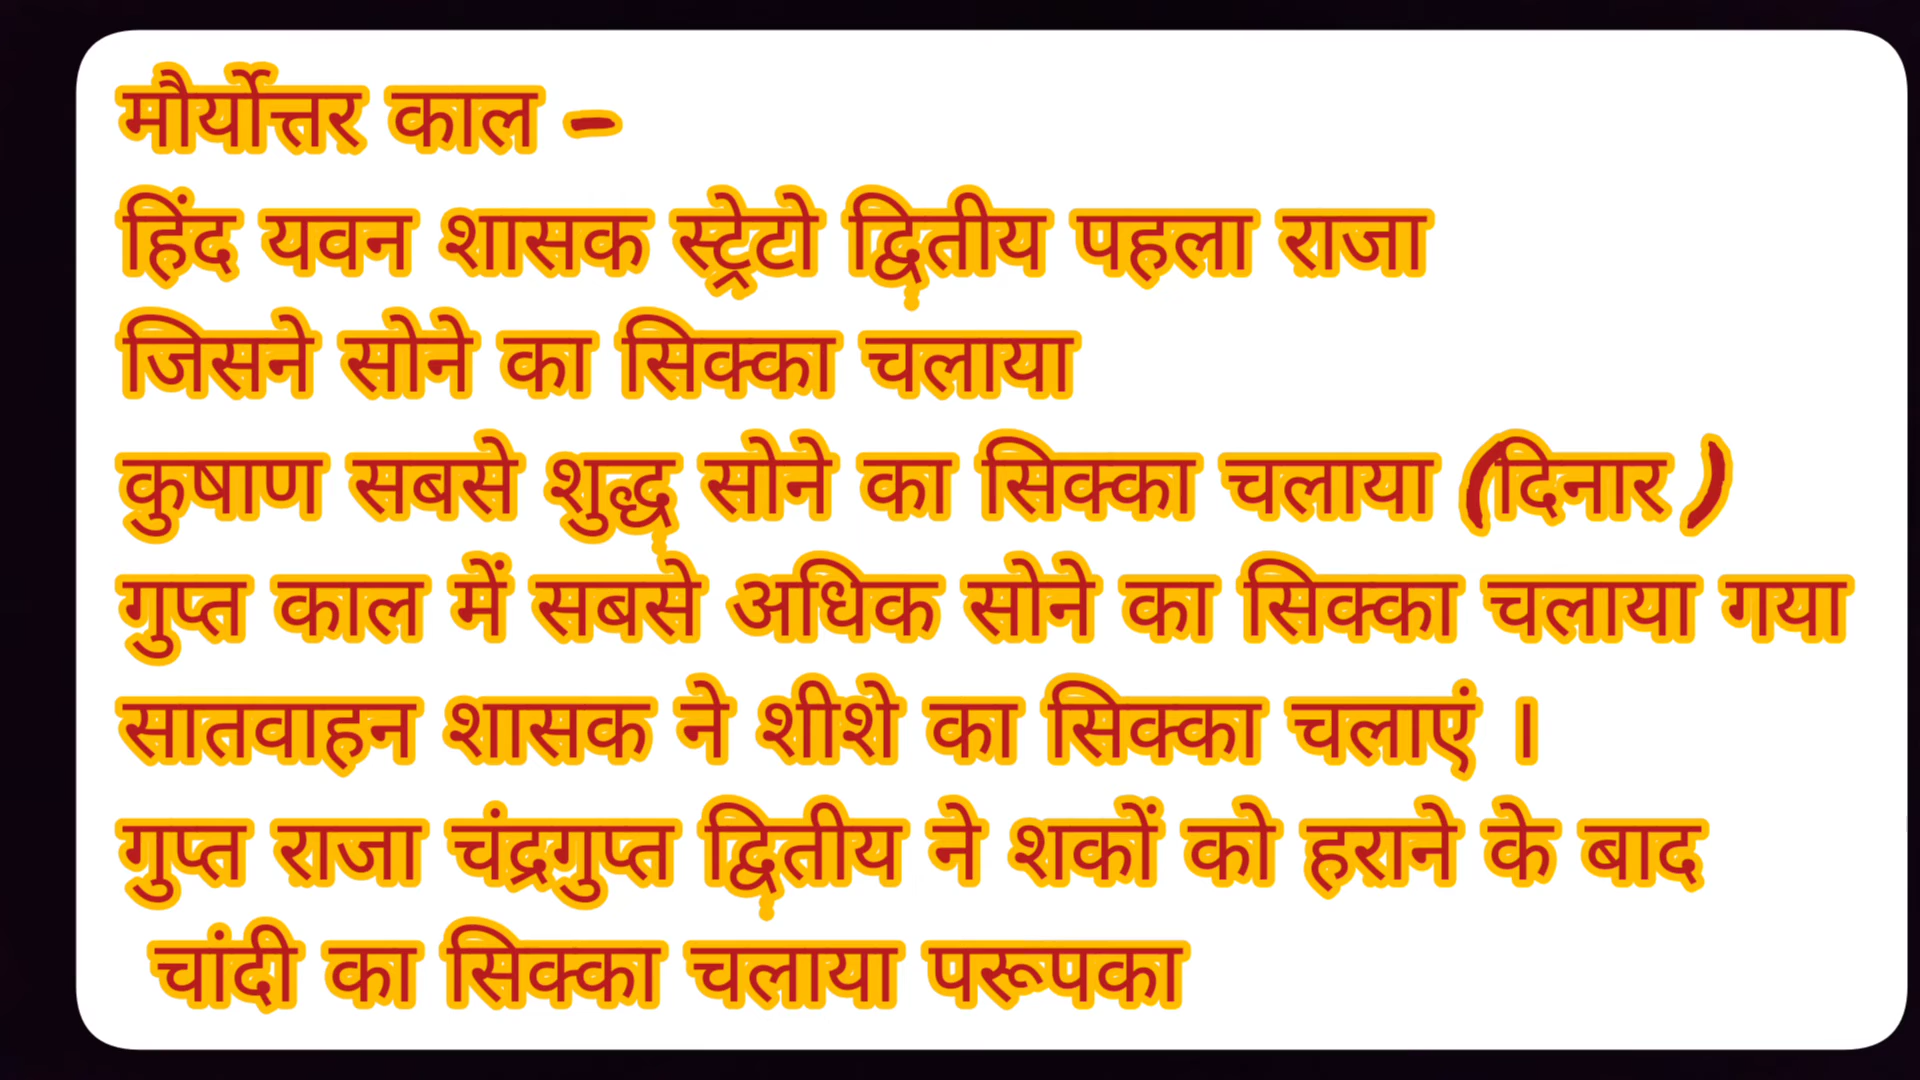 मौर्योत्तर काल –
हिंद यवन शासक स्ट्रेटो द्वितीय पहला राजा
जिसने सोने का सिक्का चलाया
कुषाण सबसे शुद्ध सोने का सिक्का चलाया (दिनार )
गुप्त काल में सबसे अधिक सोने का सिक्का चलाया गया
सातवाहन शासक ने शीशे का सिक्का चलाएं ।
गुप्त राजा चंद्रगुप्त द्वितीय ने शकों को हराने के बाद
चांदी का सिक्का चलाया परूपका